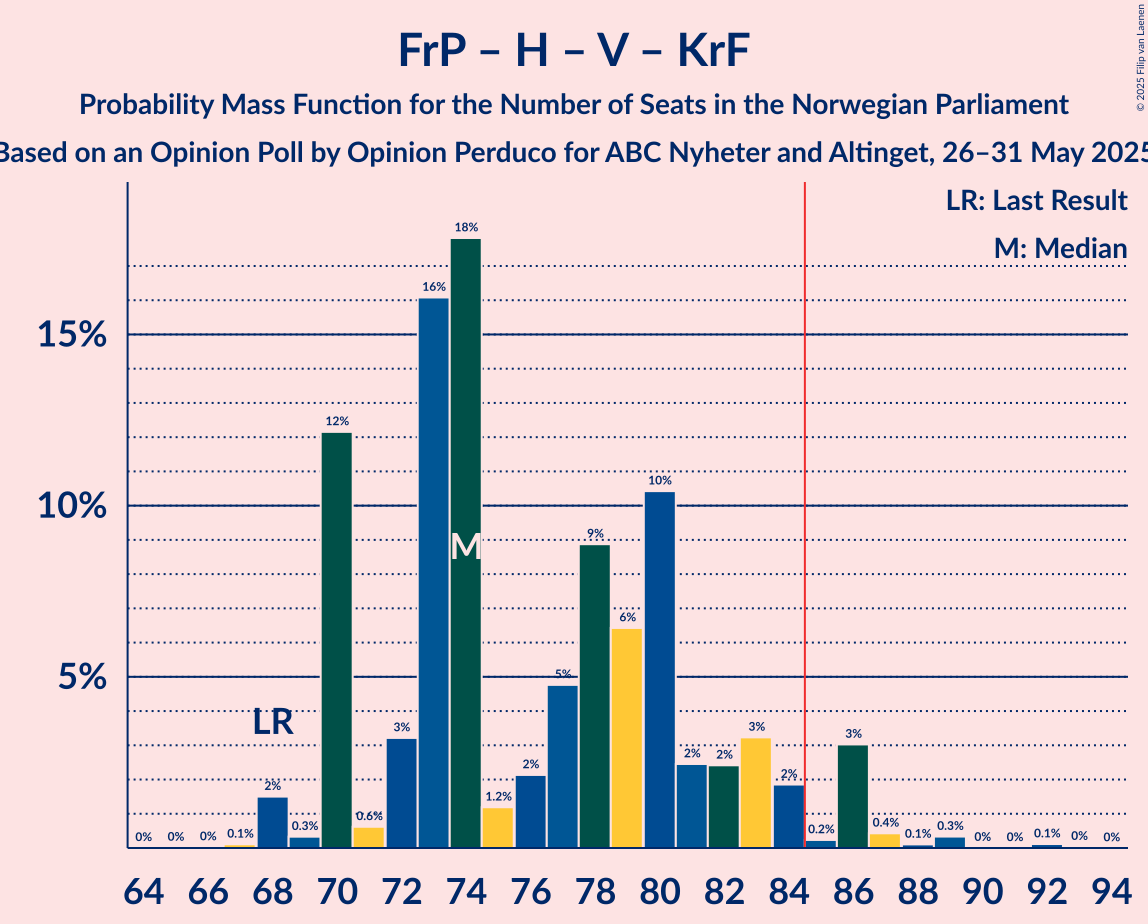 FrP – H – V – KrF
Probability Mass Function for the Number of Seats in the Norwegian Parliament
Based on an Opinion Poll by Opinion Perduco for ABC Nyheter and Altinget, 26–31 May 2025
© 2025 Filip van Laenen
LR: Last Result
M: Median
15%
10%
5%
0% 0% 0% 0.1% 2% 0.3% 12% 0.6% 3% 16% 18% 1.2% 2% 5% 9% 6% 10% 2% 2% 3% 2% 0.2% 3% 0.4% 0.1% 0.3% 0% 0% 0.1% 0% 0%
LR
M
64 66 68 70 72 74 76 78 80 82 84 86 88 90 92 94